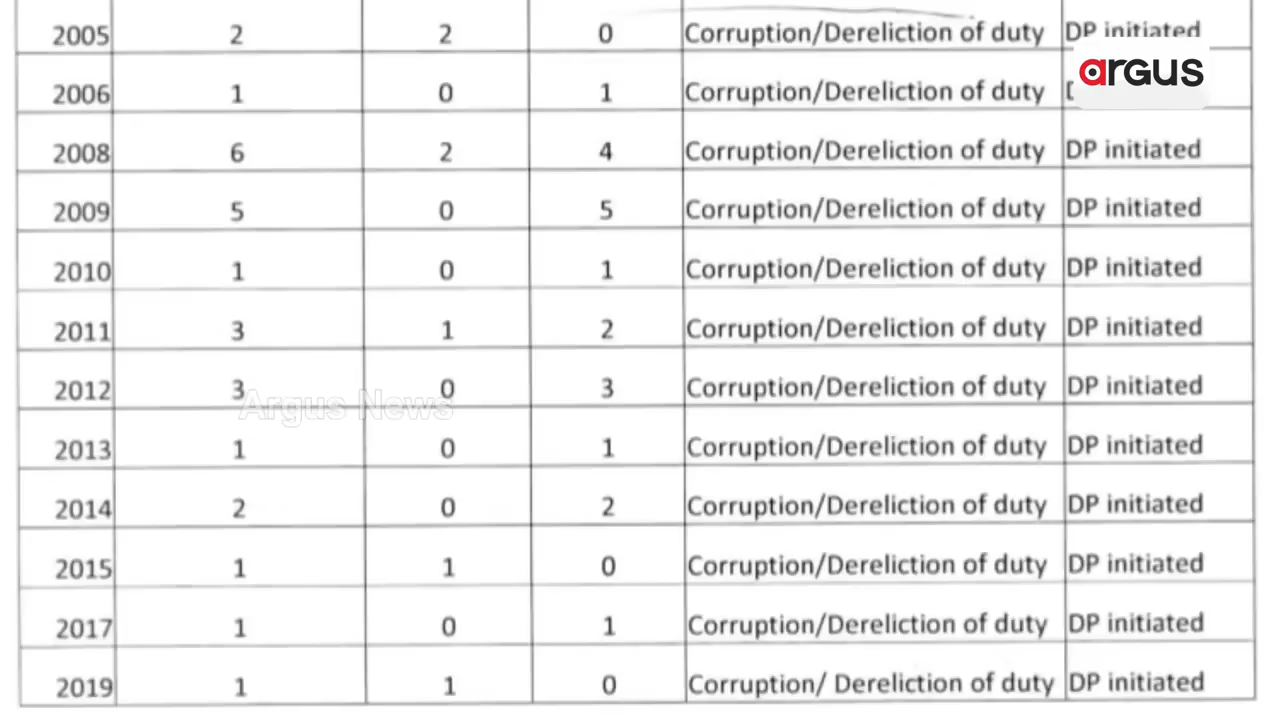 2005 2 2 0 Corruption/Dereliction of duty DP initiated
argus
2006 1 0 1 Corruption/Dereliction of duty
2008 6 2 4 Corruption/Dereliction of duty DP initiated
2009 5 0 5 Corruption/Dereliction of duty DP initiated
2010 1 0 1 Corruption/Dereliction of duty DP initiated
2011 3 1 2 Corruption/Dereliction of duty DP initiated
2012 3 0 3 Corruption/Dereliction of duty DP initiated
Argus News
2013 1 0 1 Corruption/Dereliction of duty DP initiated
2014 2 0 2 Corruption/Dereliction of duty DP initiated
2015 1 1 0 Corruption/Dereliction of duty DP initiated
2017 1 0 1 Corruption/Dereliction of duty DP initiated
2019 1 1 0 Corruption/ Dereliction of duty DP initiated